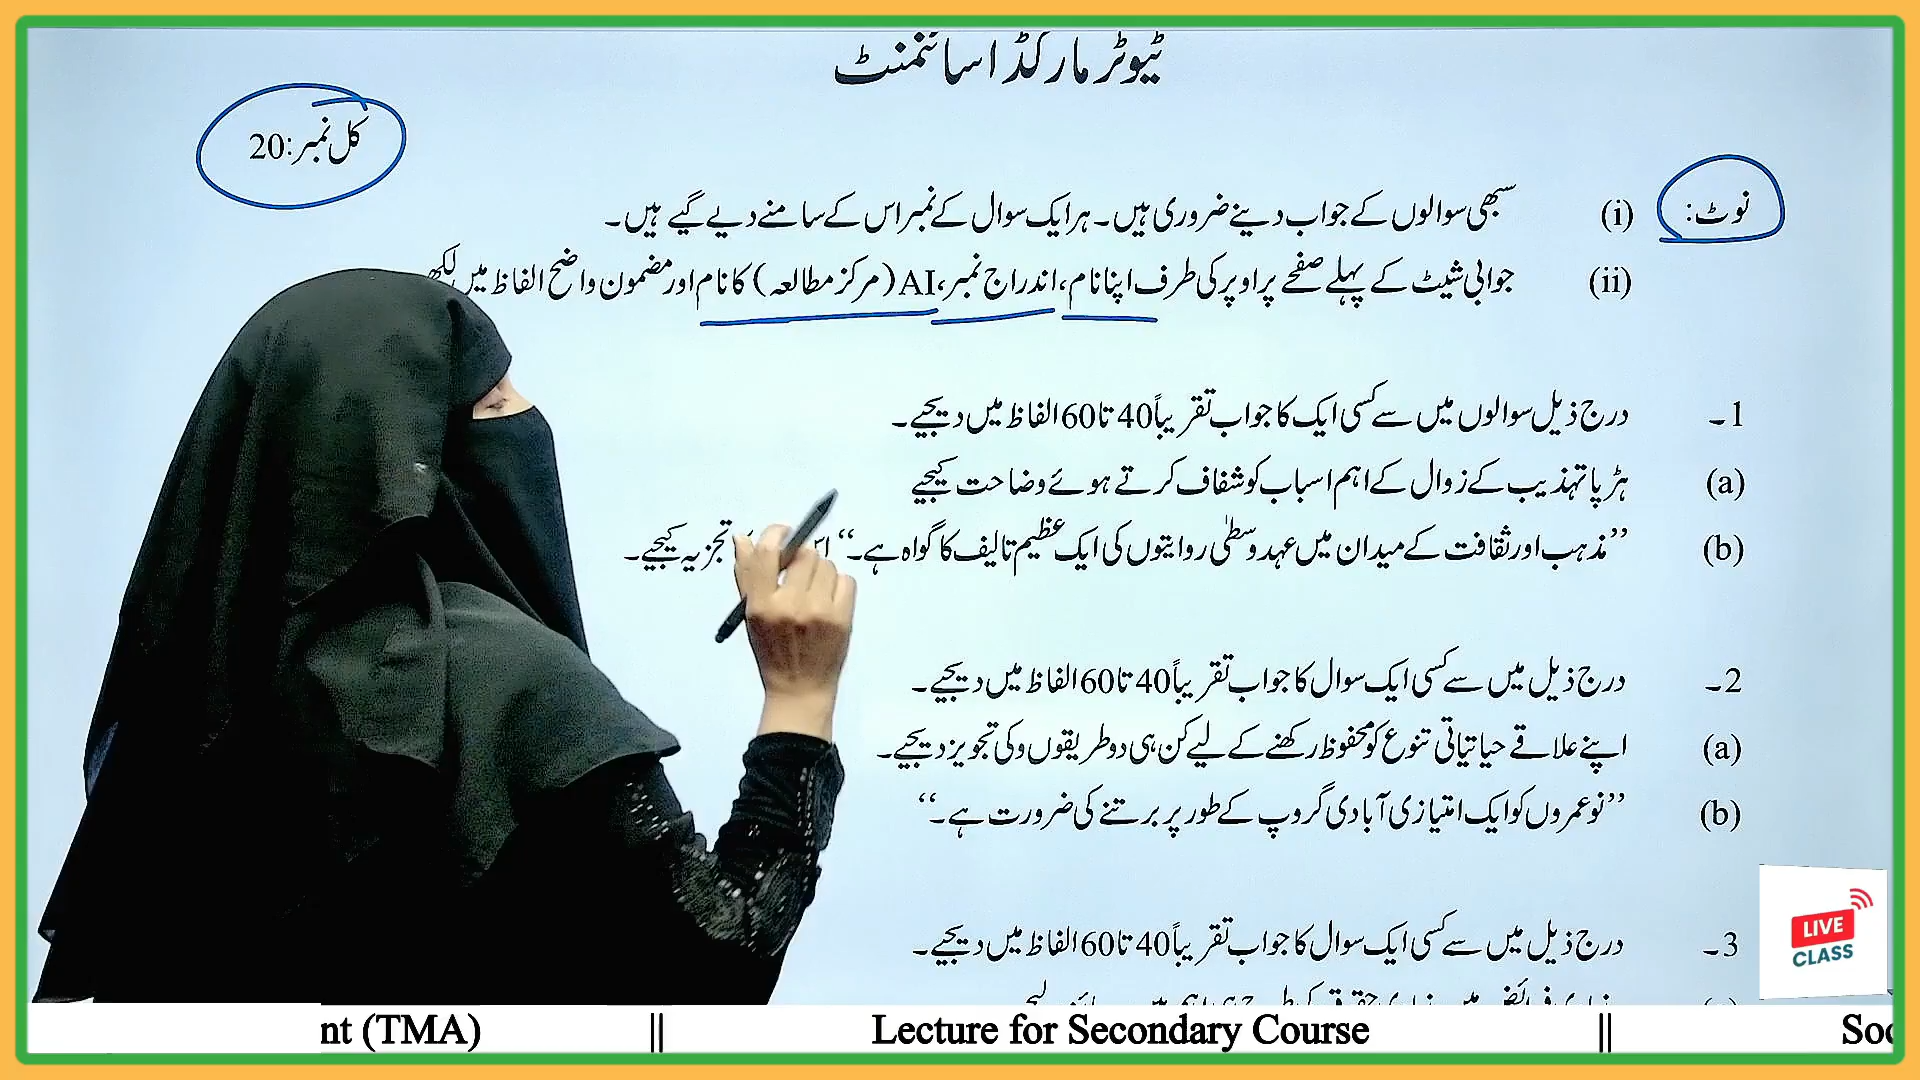 ٹیوٹر مارکڈ اسائنمنٹ
کل نمبر: 20
نوٹ: (i) سبھی سوالوں کے جواب دینے ضروری ہیں۔ ہر ایک سوال کے نمبر اس کے سامنے دیے گیے ہیں۔
(ii) جوابی شیٹ کے پہلے صفحے پر اوپر کی طرف اپنا نام، اندراج نمبر، AI (مرکز مطالعہ) کا نام اور مضمون واضح الفاظ میں
1۔ درج ذیل سوالوں میں سے کسی ایک کا جواب تقریباً 40 تا 60 الفاظ میں دیجیے۔
(a) ہڑپا تہذیب کے زوال کے اہم اسباب کو شفاف کرتے ہوئے وضاحت کیجیے
(b) ’’مذہب اور ثقافت کے میدان میں عہد وسطیٰ روایتوں کی ایک عظیم تالیف کا گواہ ہے۔‘‘ تجزیہ کیجیے۔
2۔ درج ذیل میں سے کسی ایک سوال کا جواب تقریباً 40 تا 60 الفاظ میں دیجیے۔
(a) اپنے علاقے حیاتیاتی تنوع کو محفوظ رکھنے کے لیے کن ہی دو طریقوں وکی تجویز دیجیے۔
(b) ’’نوعمروں کو ایک امتیازی آبادی گروپ کے طور پر برتنے کی ضرورت ہے۔‘‘
3۔ درج ذیل میں سے کسی ایک سوال کا جواب تقریباً 40 تا 60 الفاظ میں دیجیے۔
LIVE
CLASS
nt (TMA) || Lecture for Secondary Course || Soc